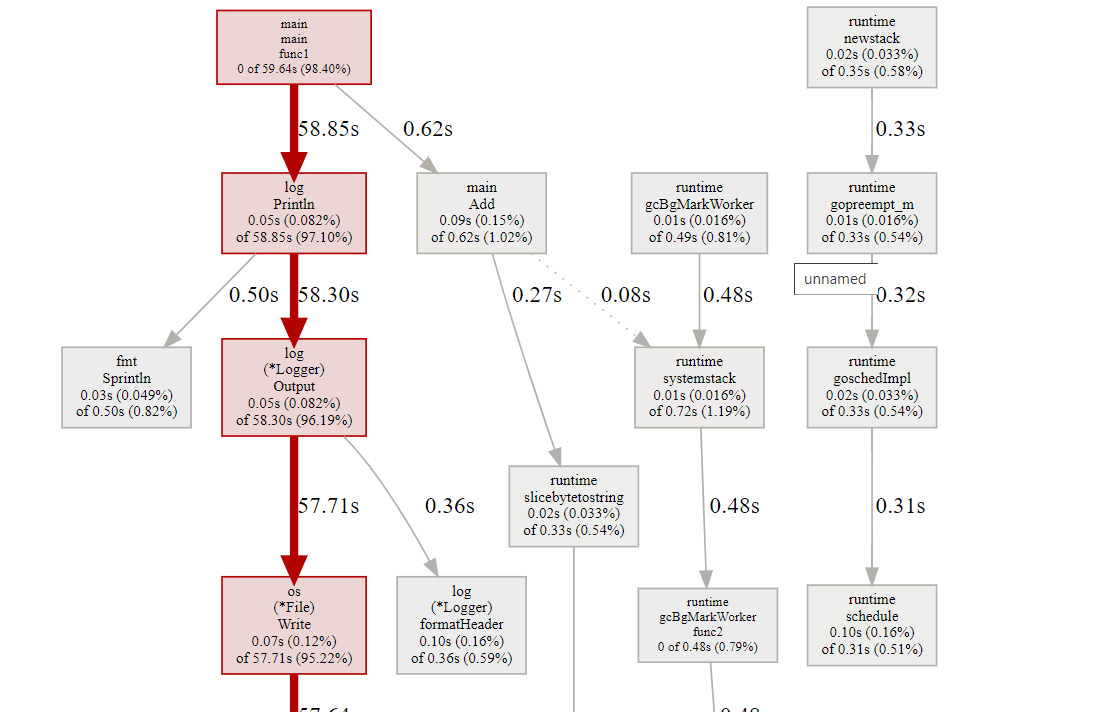 main
main
func1
0 of 59.64s (98.40%)
runtime
newstack
0.02s (0.033%)
of 0.35s (0.58%)
58.85s
0.62s
0.33s
log
Println
0.05s (0.082%)
of 58.85s (97.10%)
main
Add
0.09s (0.15%)
of 0.62s (1.02%)
runtime
gcBgMarkWorker
0.01s (0.016%)
of 0.49s (0.81%)
runtime
gopreempt_m
0.01s (0.016%)
of 0.33s (0.54%)
unnamed
0.50s
58.30s
0.27s
0.08s
0.48s
0.32s
fmt
Sprintln
0.03s (0.049%)
of 0.50s (0.82%)
log
(*Logger)
Output
0.05s (0.082%)
of 58.30s (96.19%)
runtime
systemstack
0.01s (0.016%)
of 0.72s (1.19%)
runtime
goschedImpl
0.02s (0.033%)
of 0.33s (0.54%)
runtime
slicebytetostring
0.02s (0.033%)
of 0.33s (0.54%)
57.71s
0.36s
0.48s
0.31s
os
(*File)
Write
0.07s (0.12%)
of 57.71s (95.22%)
log
(*Logger)
formatHeader
0.10s (0.16%)
of 0.36s (0.59%)
runtime
gcBgMarkWorker
func2
0 of 0.48s (0.79%)
runtime
schedule
0.10s (0.16%)
of 0.31s (0.51%)